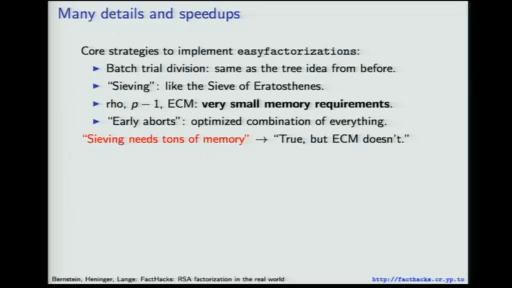 Many details and speedups
Core strategies to implement easyfactorizations:
Batch trial division: same as the tree idea from before.
"Sieving": like the Sieve of Eratosthenes.
rho, p − 1, ECM: very small memory requirements.
"Early aborts": optimized combination of everything.
"Sieving needs tons of memory" → "True, but ECM doesn't."
Bernstein, Heninger, Lange: FactHacks: RSA factorization in the real world
http://facthacks.cr.yp.to